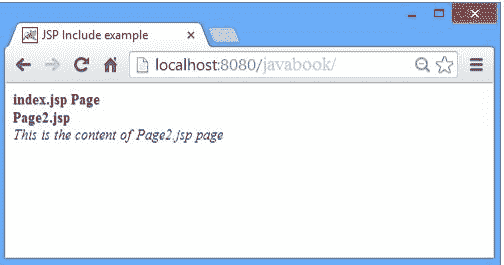 JSP Include example
localhost:8080/javabook/
index.jsp Page
Page2.jsp
This is the content of Page2.jsp page